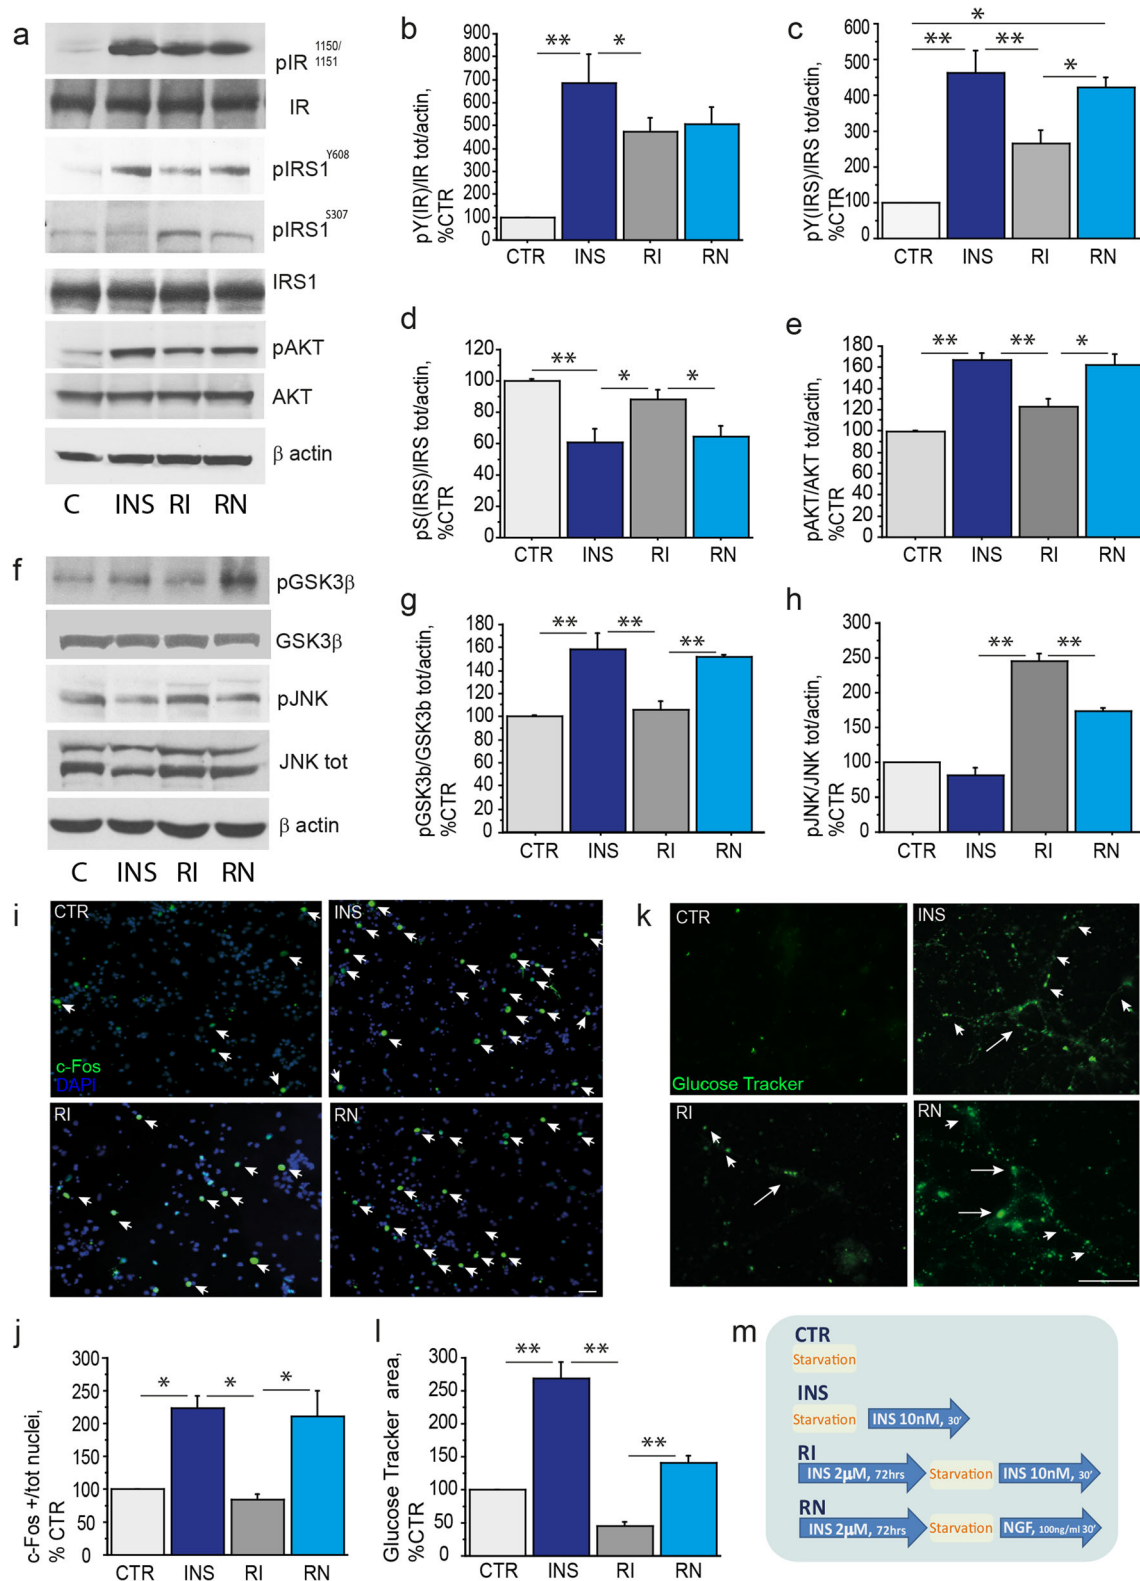 a
pIR 1150/
1151
IR
pIRS1 Y608
pIRS1 S307
IRS1
pAKT
AKT
β actin
C INS RI RN
b
pY(IR)/IR tot/actin,
%CTR
900
800
700
600
500
400
300
200
100
0
** *
CTR INS RI RN
c
pY(IRS)/IRS tot/actin,
%CTR
600
500
400
300
200
100
0
*
** **
*
CTR INS RI RN
d
pS(IRS)/IRS tot/actin,
%CTR
120
100
80
60
40
20
0
** * *
CTR INS RI RN
e
pAKT/AKT tot/actin,
%CTR
180
160
140
120
100
80
60
40
20
0
** ** *
CTR INS RI RN
f
pGSK3β
GSK3β
pJNK
JNK tot
β actin
C INS RI RN
g
pGSK3b/GSK3b tot/actin,
%CTR
180
160
140
120
100
80
60
40
20
0
** ** **
CTR INS RI RN
h
pJNK/JNK tot/actin,
%CTR
300
250
200
150
100
50
0
** **
CTR INS RI RN
i
CTR
c-Fos
DAPI
INS
RI
RN
k
CTR
Glucose Tracker
INS
RI
RN
j
c-Fos +/tot nuclei,
% CTR
300
250
200
150
100
50
0
* * *
CTR INS RI RN
l
Glucose Tracker area,
%CTR
300
250
200
150
100
50
0
** **
**
CTR INS RI RN
m
CTR
Starvation
INS
Starvation INS 10nM, 30'
RI
INS 2μM, 72hrs Starvation INS 10nM, 30'
RN
INS 2μM, 72hrs Starvation NGF, 100ng/ml 30'